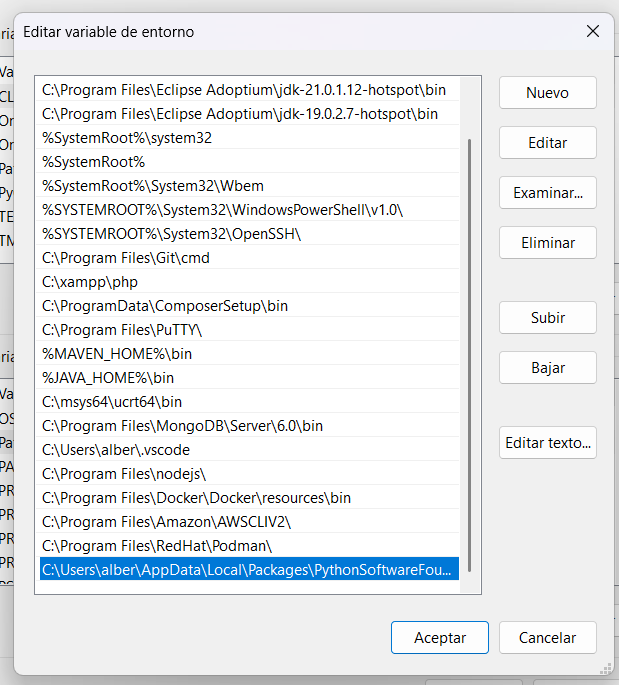 Editar variable de entorno
C:\Program Files\Eclipse Adoptium\jdk-21.0.1.12-hotspot\bin
C:\Program Files\Eclipse Adoptium\jdk-19.0.2.7-hotspot\bin
%SystemRoot%\system32
%SystemRoot%
%SystemRoot%\System32\Wbem
%SYSTEMROOT%\System32\WindowsPowerShell\v1.0\
%SYSTEMROOT%\System32\OpenSSH\
C:\Program Files\Git\cmd
C:\xampp\php
C:\ProgramData\ComposerSetup\bin
C:\Program Files\PuTTY\
%MAVEN_HOME%\bin
%JAVA_HOME%\bin
C:\msys64\ucrt64\bin
C:\Program Files\MongoDB\Server\6.0\bin
C:\Users\alber\.vscode
C:\Program Files\nodejs\
C:\Program Files\Docker\Docker\resources\bin
C:\Program Files\Amazon\AWSCLIV2\
C:\Program Files\RedHat\Podman\
C:\Users\alber\AppData\Local\Packages\PythonSoftwareFou...
Nuevo
Editar
Examinar...
Eliminar
Subir
Bajar
Editar texto...
Aceptar
Cancelar